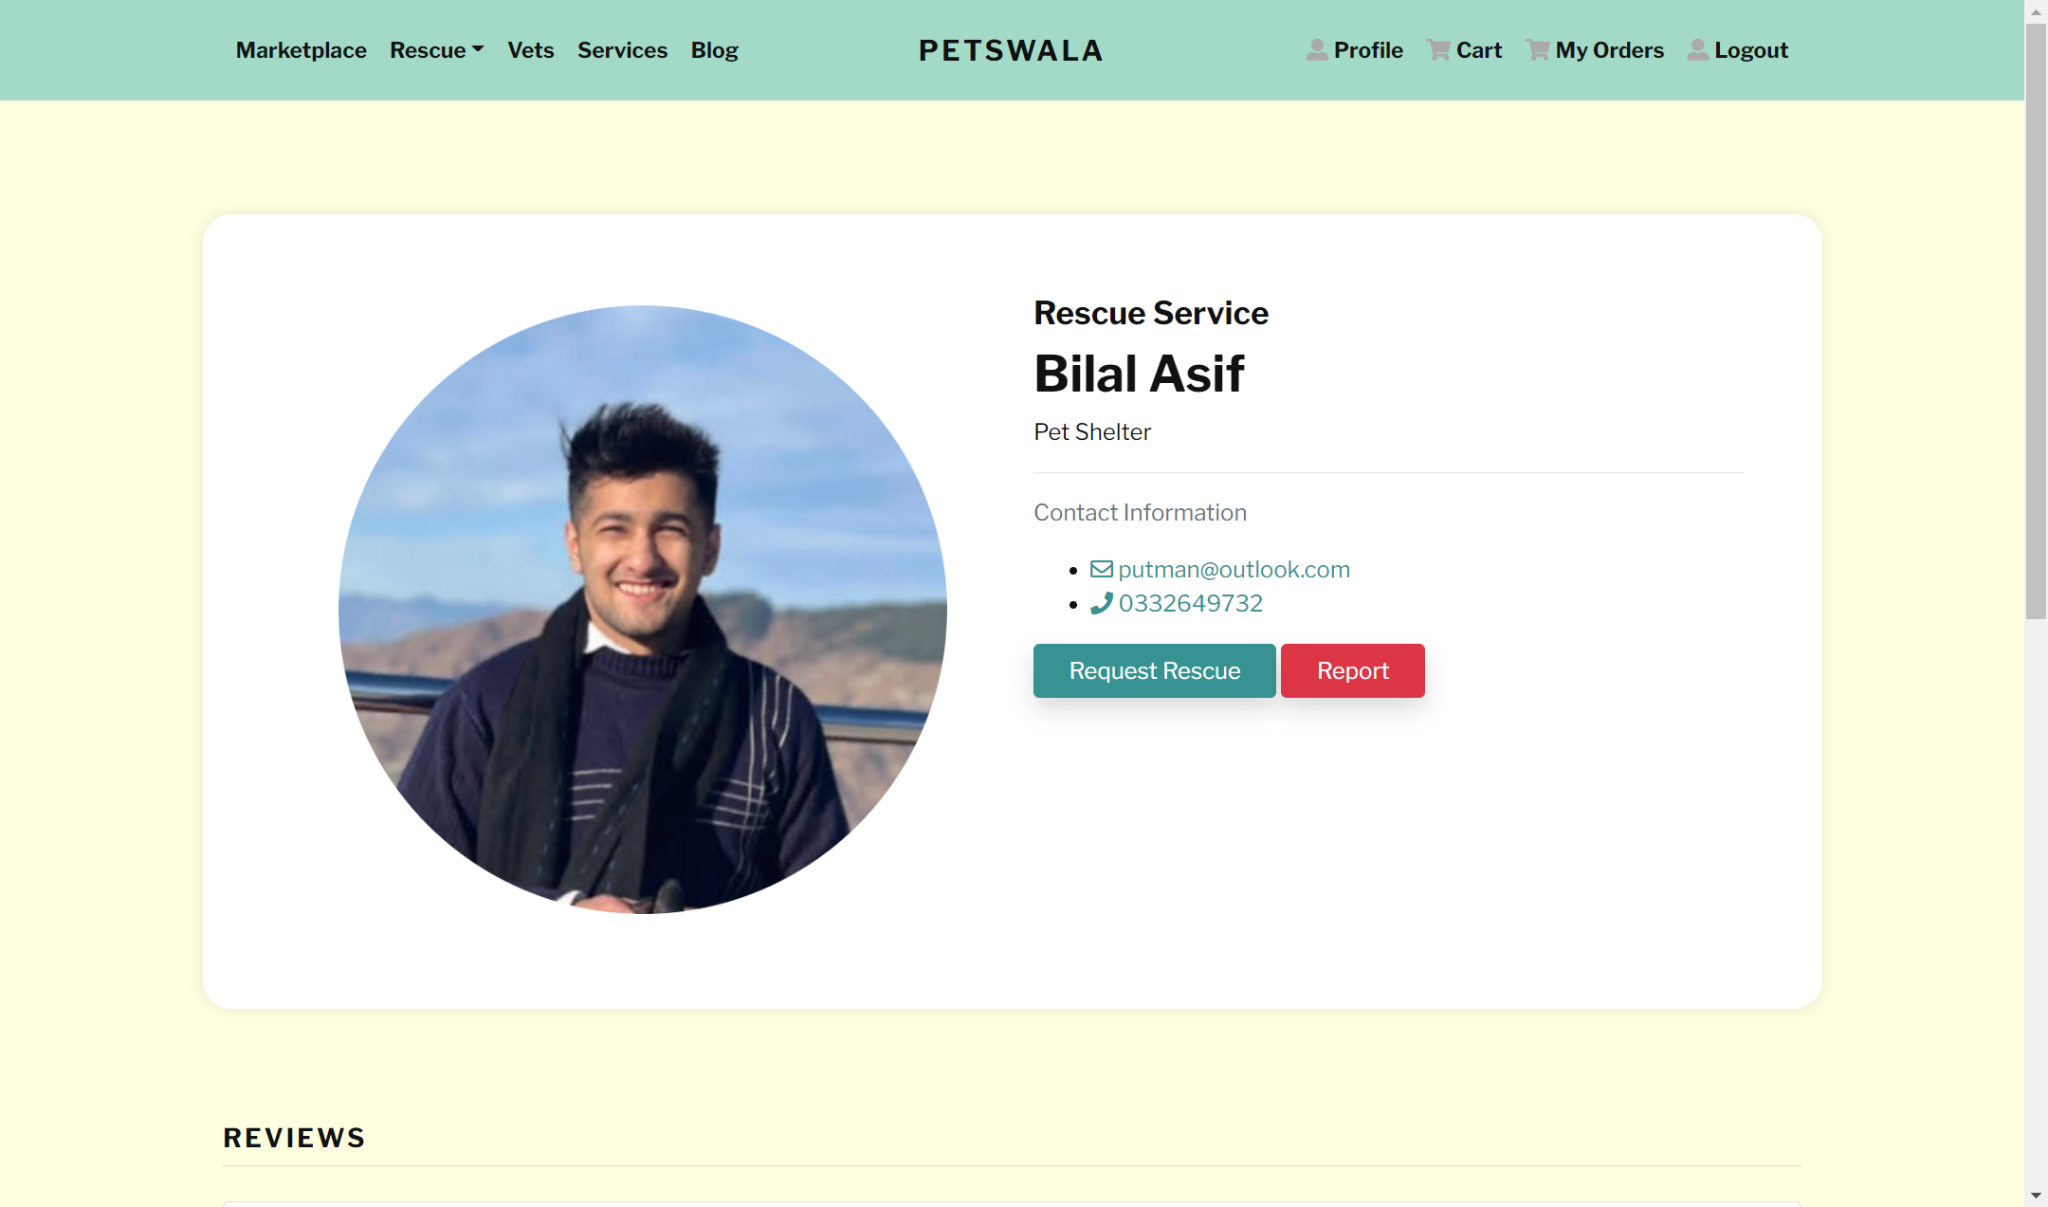 Marketplace Rescue Vets Services Blog PETSWALA Profile Cart My Orders Logout
Rescue Service
Bilal Asif
Pet Shelter
Contact Information
putman@outlook.com
0332649732
Request Rescue Report
REVIEWS